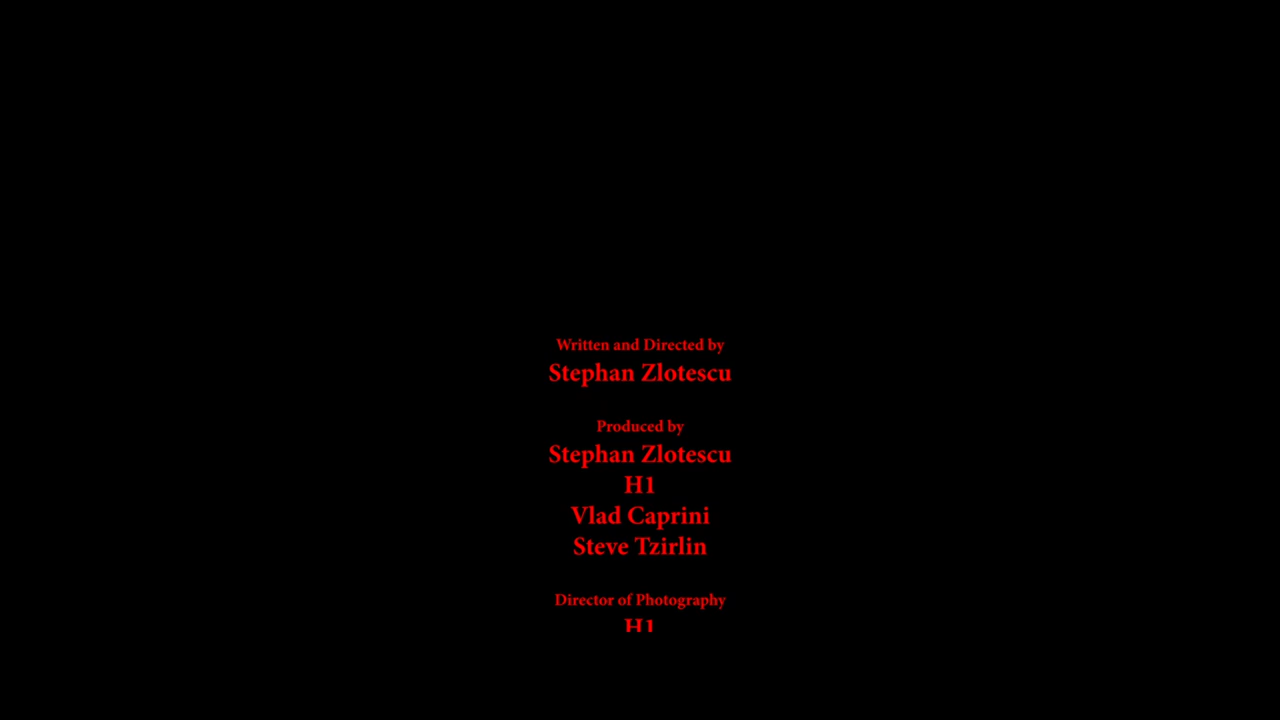 Written and Directed by
Stephan Zlotescu
Produced by
Stephan Zlotescu
H1
Vlad Caprini
Steve Tzirlin
Director of Photography
H1